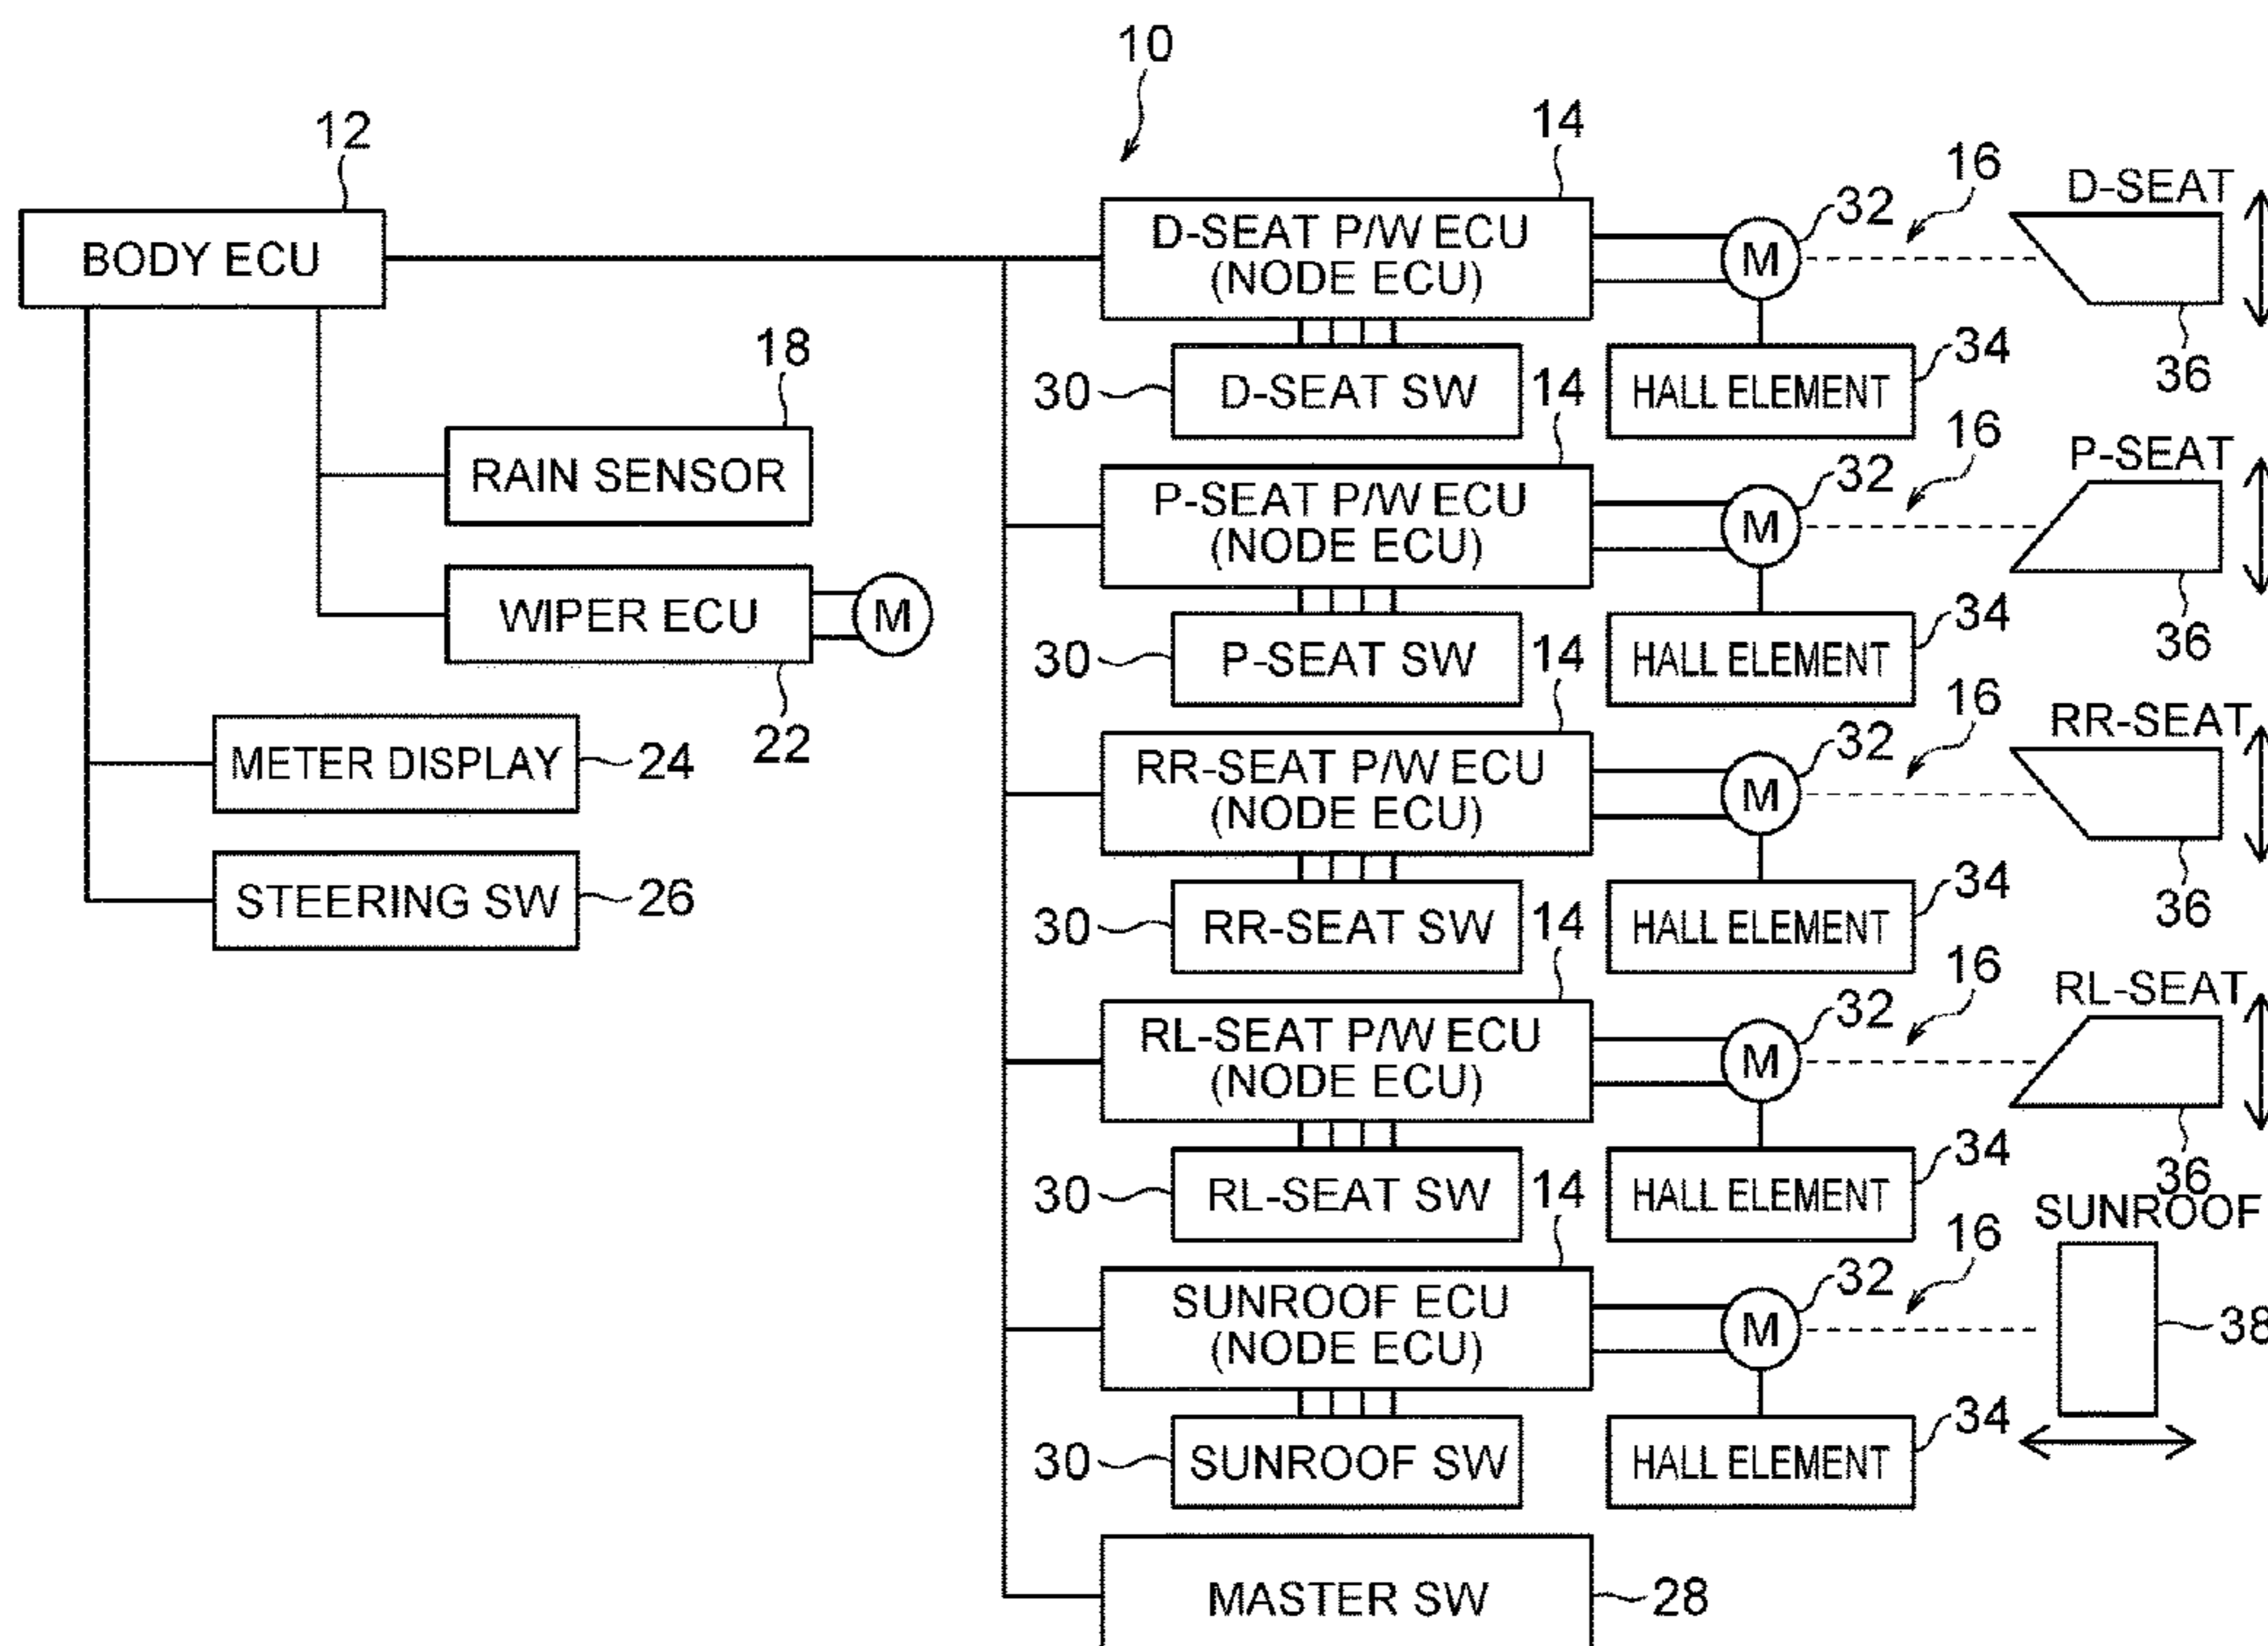 10
12
BODY ECU
18
RAIN SENSOR
WIPER ECU
M
22
METER DISPLAY
24
STEERING SW
26
14
D-SEAT P/W ECU
(NODE ECU)
32
M
16
D-SEAT
36
30
D-SEAT SW
HALL ELEMENT
34
14
P-SEAT P/W ECU
(NODE ECU)
32
M
16
P-SEAT
36
30
P-SEAT SW
HALL ELEMENT
34
14
RR-SEAT P/W ECU
(NODE ECU)
32
M
16
RR-SEAT
36
30
RR-SEAT SW
HALL ELEMENT
34
14
RL-SEAT P/W ECU
(NODE ECU)
32
M
16
RL-SEAT
36
30
RL-SEAT SW
HALL ELEMENT
34
14
SUNROOF ECU
(NODE ECU)
32
M
16
SUNROOF
38
30
SUNROOF SW
HALL ELEMENT
34
MASTER SW
28